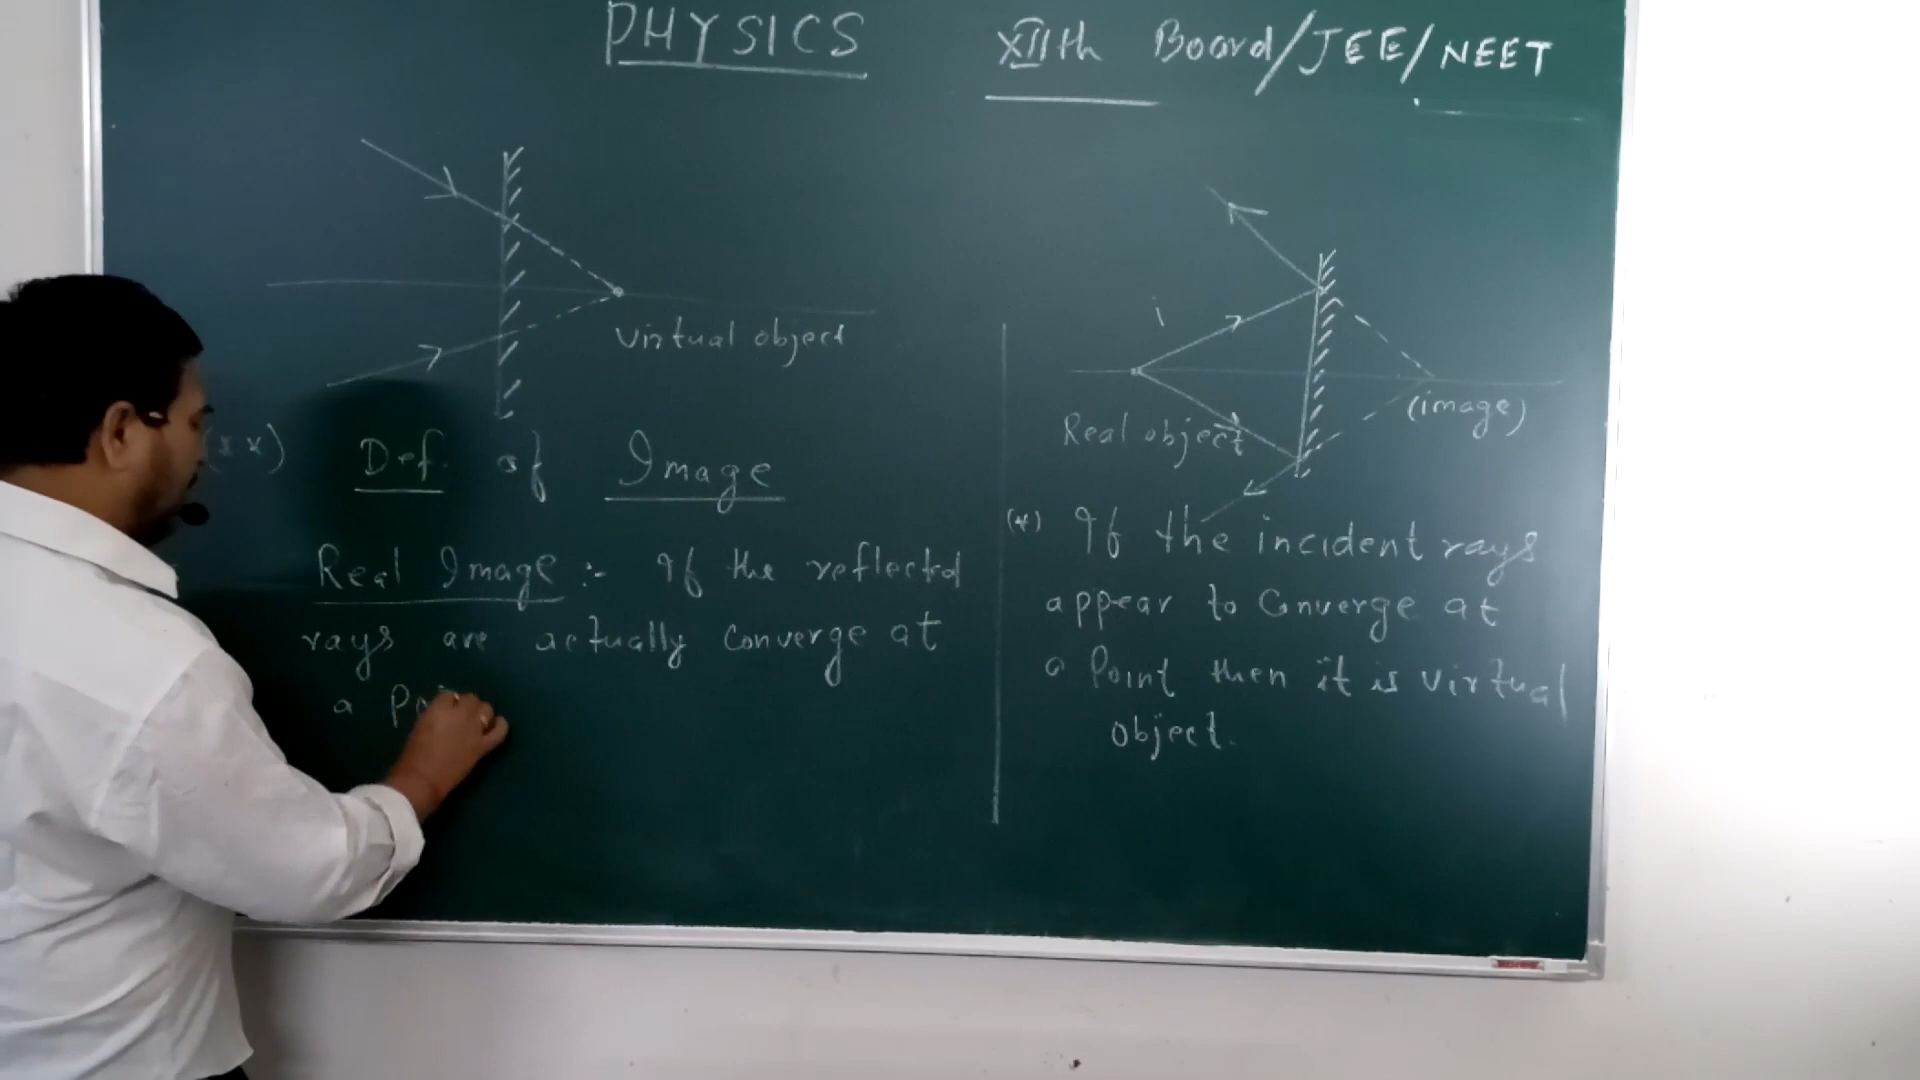 PHYSICS XIIth Board/JEE/NEET
Virtual object
i
Real object
(image)
(**) Def. of Image
Real Image :- If the reflected
rays are actually converge at
a Poi
(*) If the incident rays
appear to Converge at
a Point then it is virtual
object.